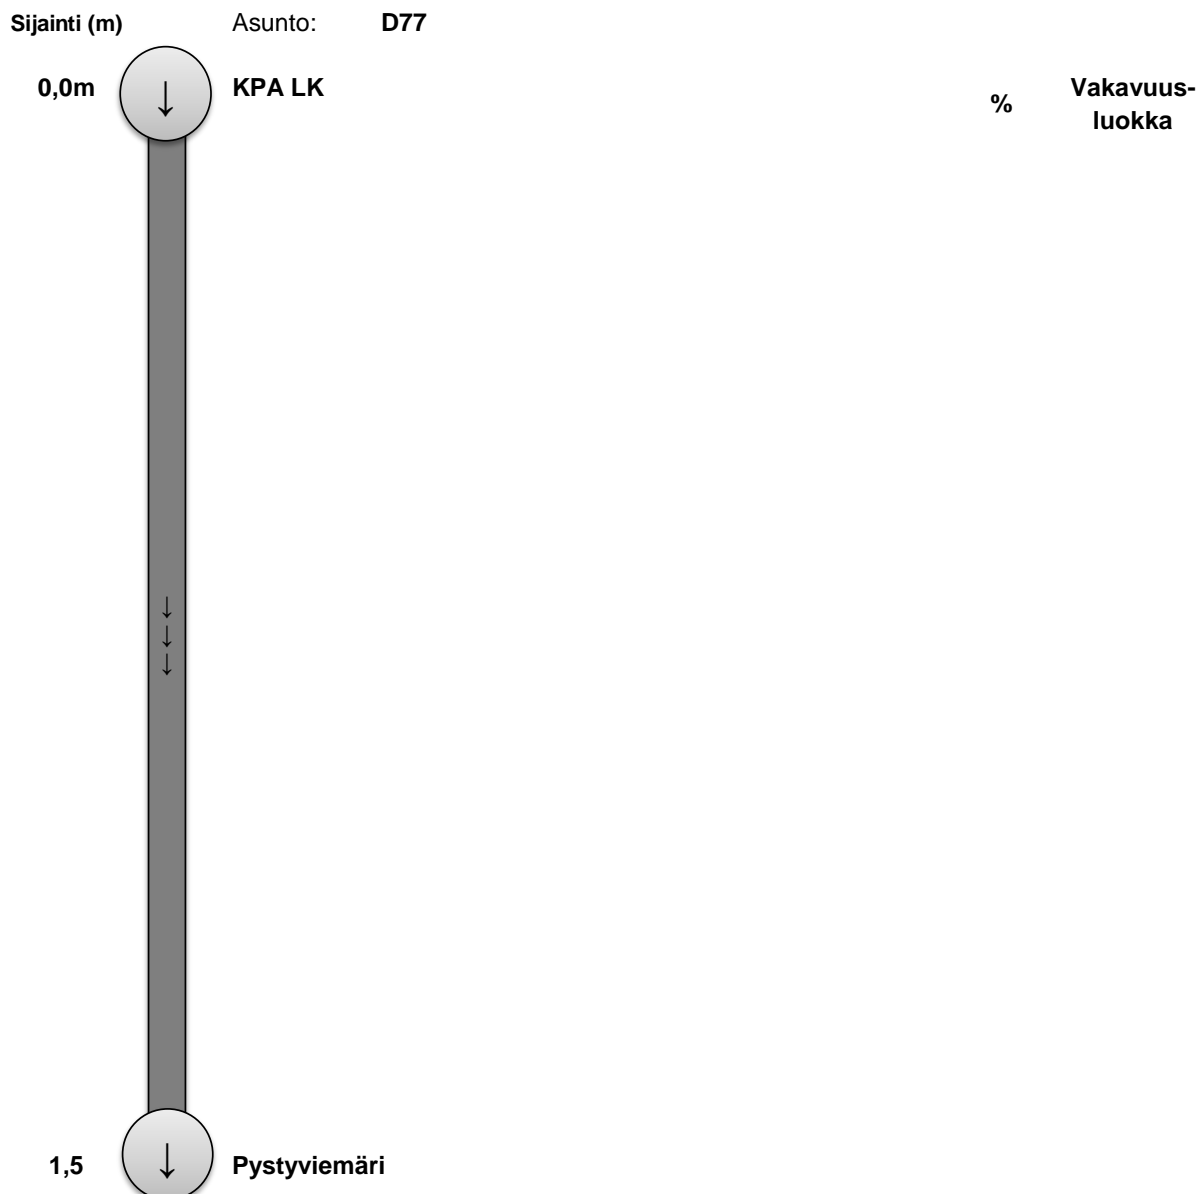 Sijainti (m) Asunto: D77
0,0m ↓ KPA LK % Vakavuus-
luokka
↓
↓
↓
1,5 ↓ Pystyviemäri